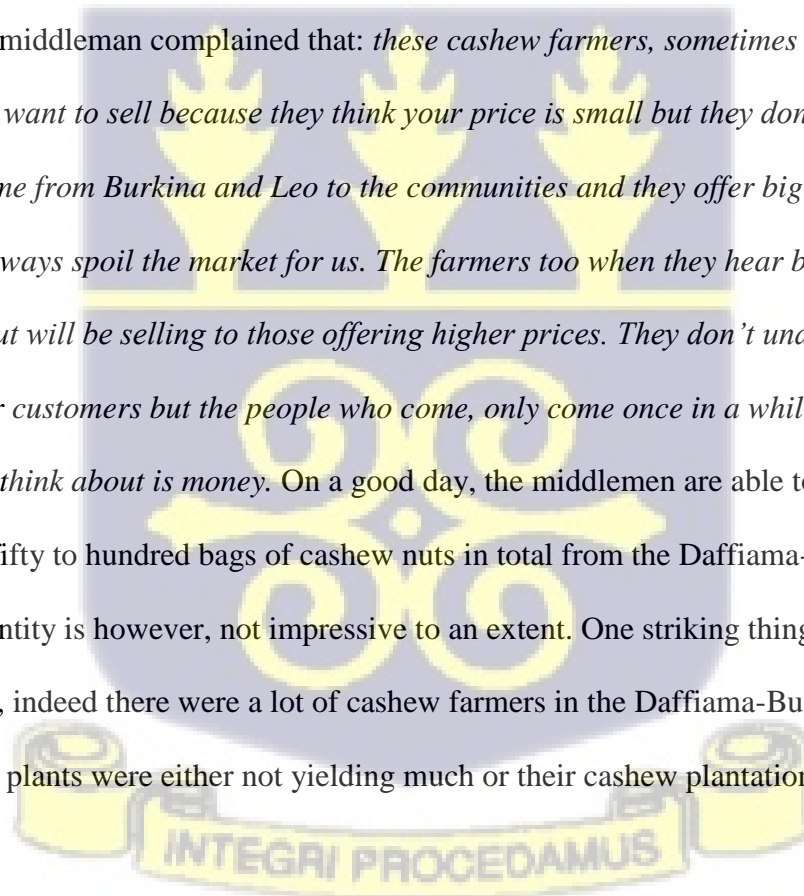 middleman complained that: these cashew farmers, sometimes
want to sell because they think your price is small but they don
me from Burkina and Leo to the communities and they offer big
ways spoil the market for us. The farmers too when they hear b
ut will be selling to those offering higher prices. They don’t und
r customers but the people who come, only come once in a whil
think about is money. On a good day, the middlemen are able to
fifty to hundred bags of cashew nuts in total from the Daffiama-
ntity is however, not impressive to an extent. One striking thing
, indeed there were a lot of cashew farmers in the Daffiama-Bu
plants were either not yielding much or their cashew plantation
INTEGRI PROCEDAMUS